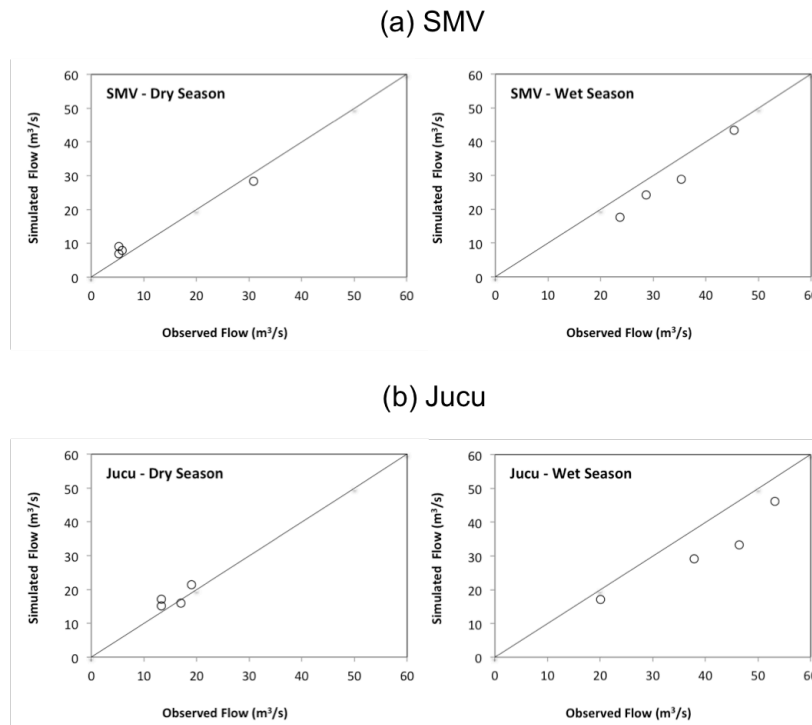 (a) SMV
SMV - Dry Season
Simulated Flow (m³/s)
60
50
40
30
20
10
0
0 10 20 30 40 50 60
Observed Flow (m³/s)
SMV - Wet Season
Simulated Flow (m³/s)
60
50
40
30
20
10
0
0 10 20 30 40 50 60
Observed Flow (m³/s)
(b) Jucu
Jucu - Dry Season
Simulated Flow (m³/s)
60
50
40
30
20
10
0
0 10 20 30 40 50 60
Observed Flow (m³/s)
Jucu - Wet Season
Simulated Flow (m³/s)
60
50
40
30
20
10
0
0 10 20 30 40 50 60
Observed Flow (m³/s)